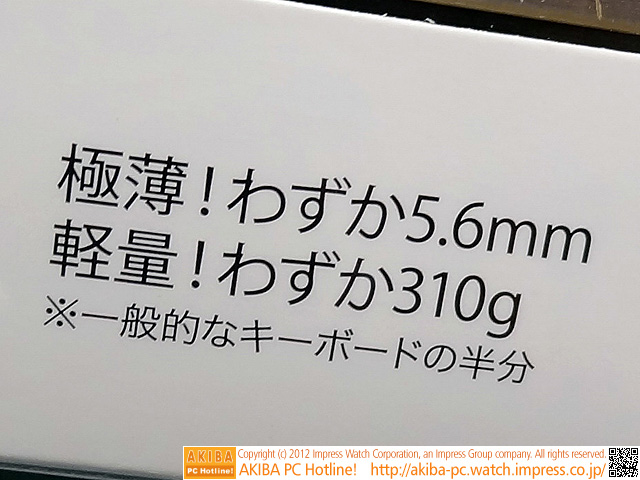 極薄!わずか5.6mm
軽量!わずか310g
※一般的なキーボードの半分
AKIBA
PC Hotline!
Copyright (c) 2012 Impress Watch Corporation, an Impress Group company. All rights reserved.
AKIBA PC Hotline! http://akiba-pc.watch.impress.co.jp/